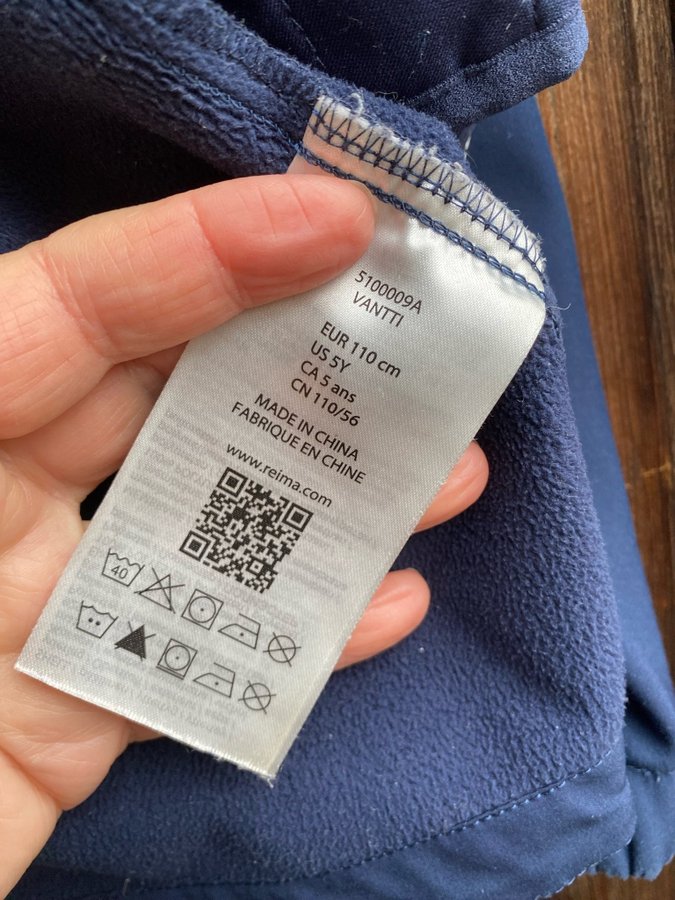 5100009A
VANTTI
EUR 110 cm
US 5Y
CA 5 ans
CN 110/56
MADE IN CHINA
FABRIQUE EN CHINE
www.reima.com
40